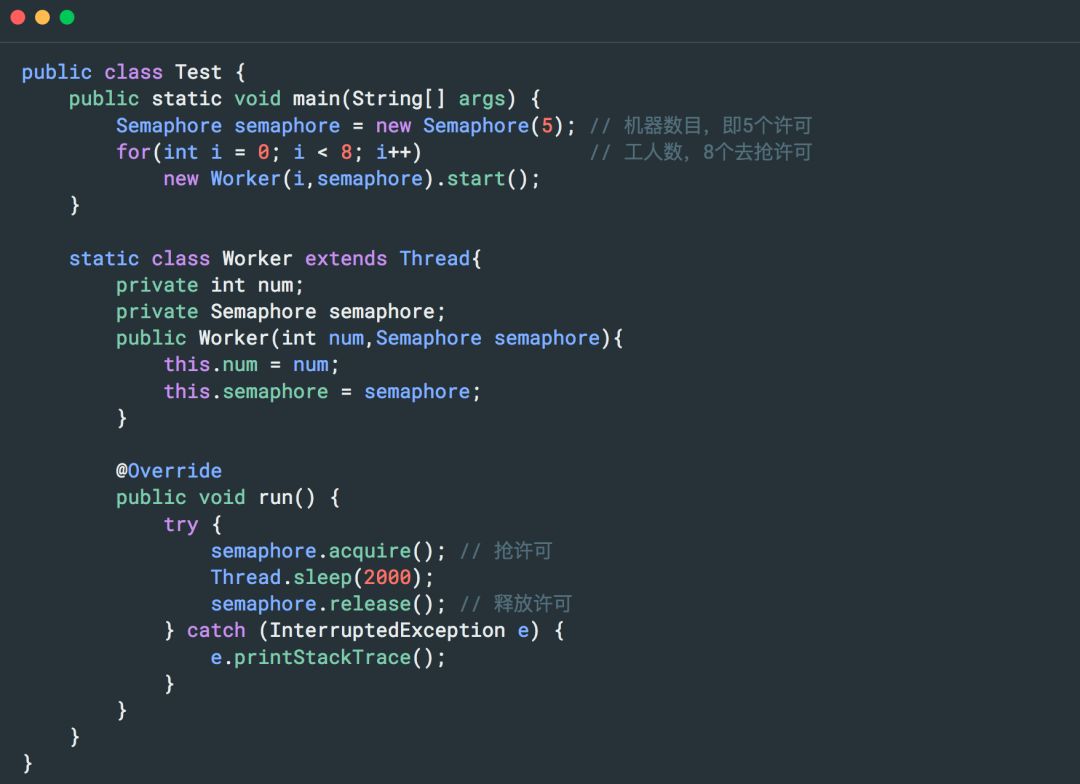 public class Test {
    public static void main(String[] args) {
        Semaphore semaphore = new Semaphore(5); // 机器数目，即5个许可
        for(int i = 0; i < 8; i++)              // 工人数，8个去抢许可
            new Worker(i,semaphore).start();
    }

    static class Worker extends Thread{
        private int num;
        private Semaphore semaphore;
        public Worker(int num,Semaphore semaphore){
            this.num = num;
            this.semaphore = semaphore;
        }

        @Override
        public void run() {
            try {
                semaphore.acquire(); // 抢许可
                Thread.sleep(2000);
                semaphore.release(); // 释放许可
            } catch (InterruptedException e) {
                e.printStackTrace();
            }
        }
    }
}